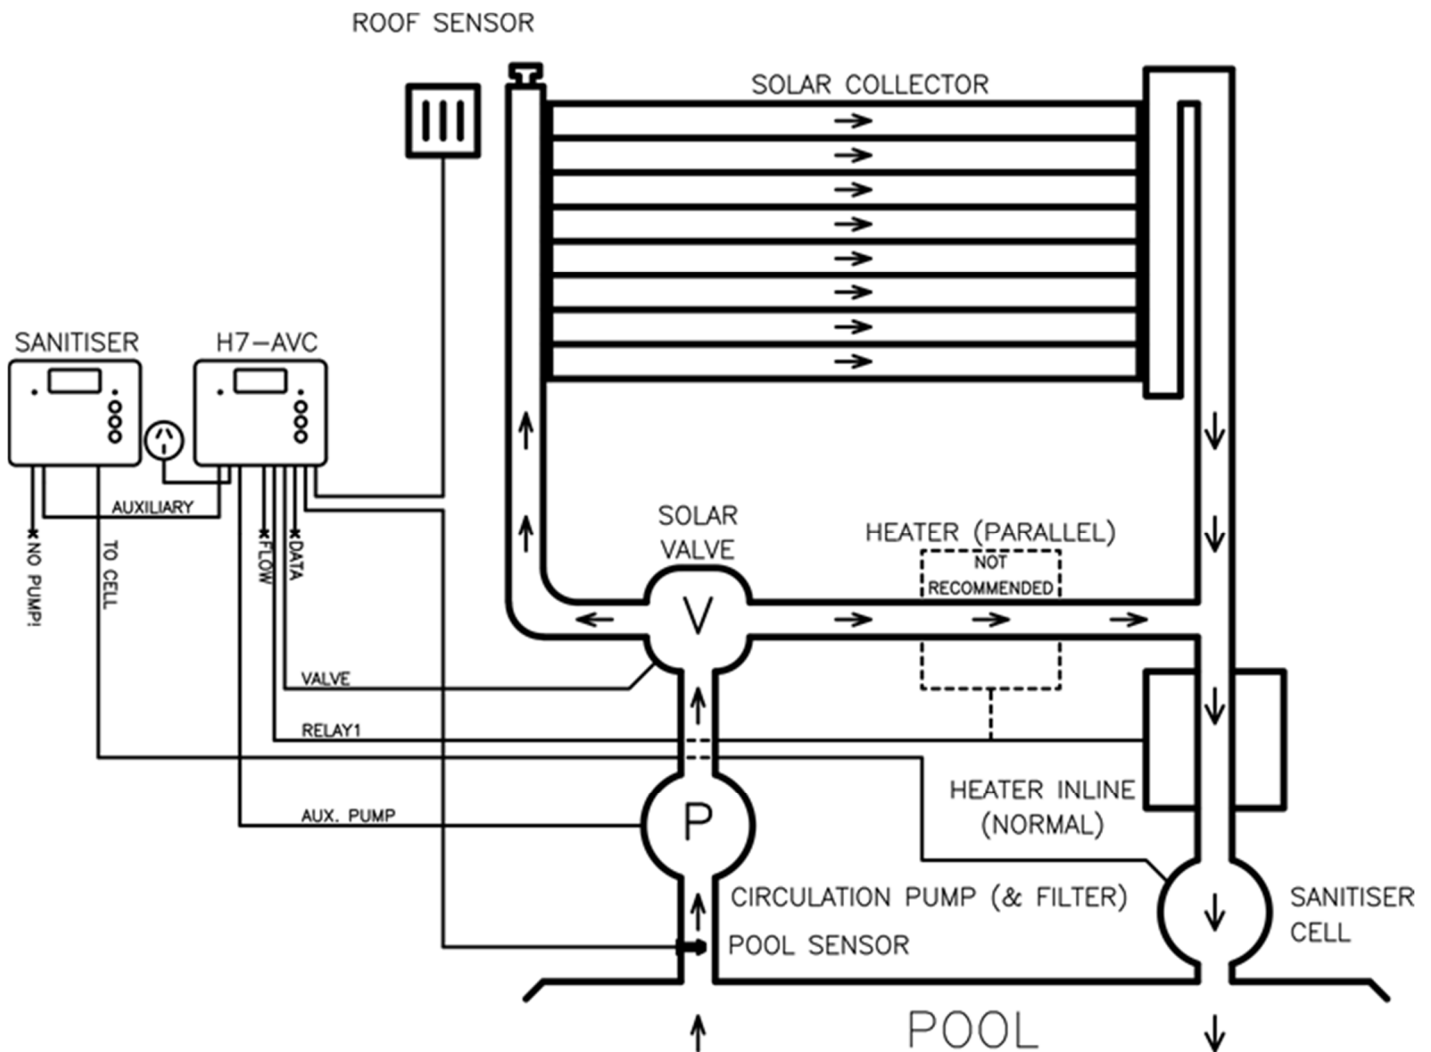 ROOF SENSOR
SOLAR COLLECTOR
SANITISER
H7-AVC
AUXILIARY
NO PUMP!
TO CELL
FLOW
DATA
SOLAR
VALVE
V
HEATER (PARALLEL)
NOT
RECOMMENDED
VALVE
RELAY1
AUX. PUMP
P
HEATER INLINE
(NORMAL)
CIRCULATION PUMP (& FILTER)
POOL SENSOR
SANITISER
CELL
POOL